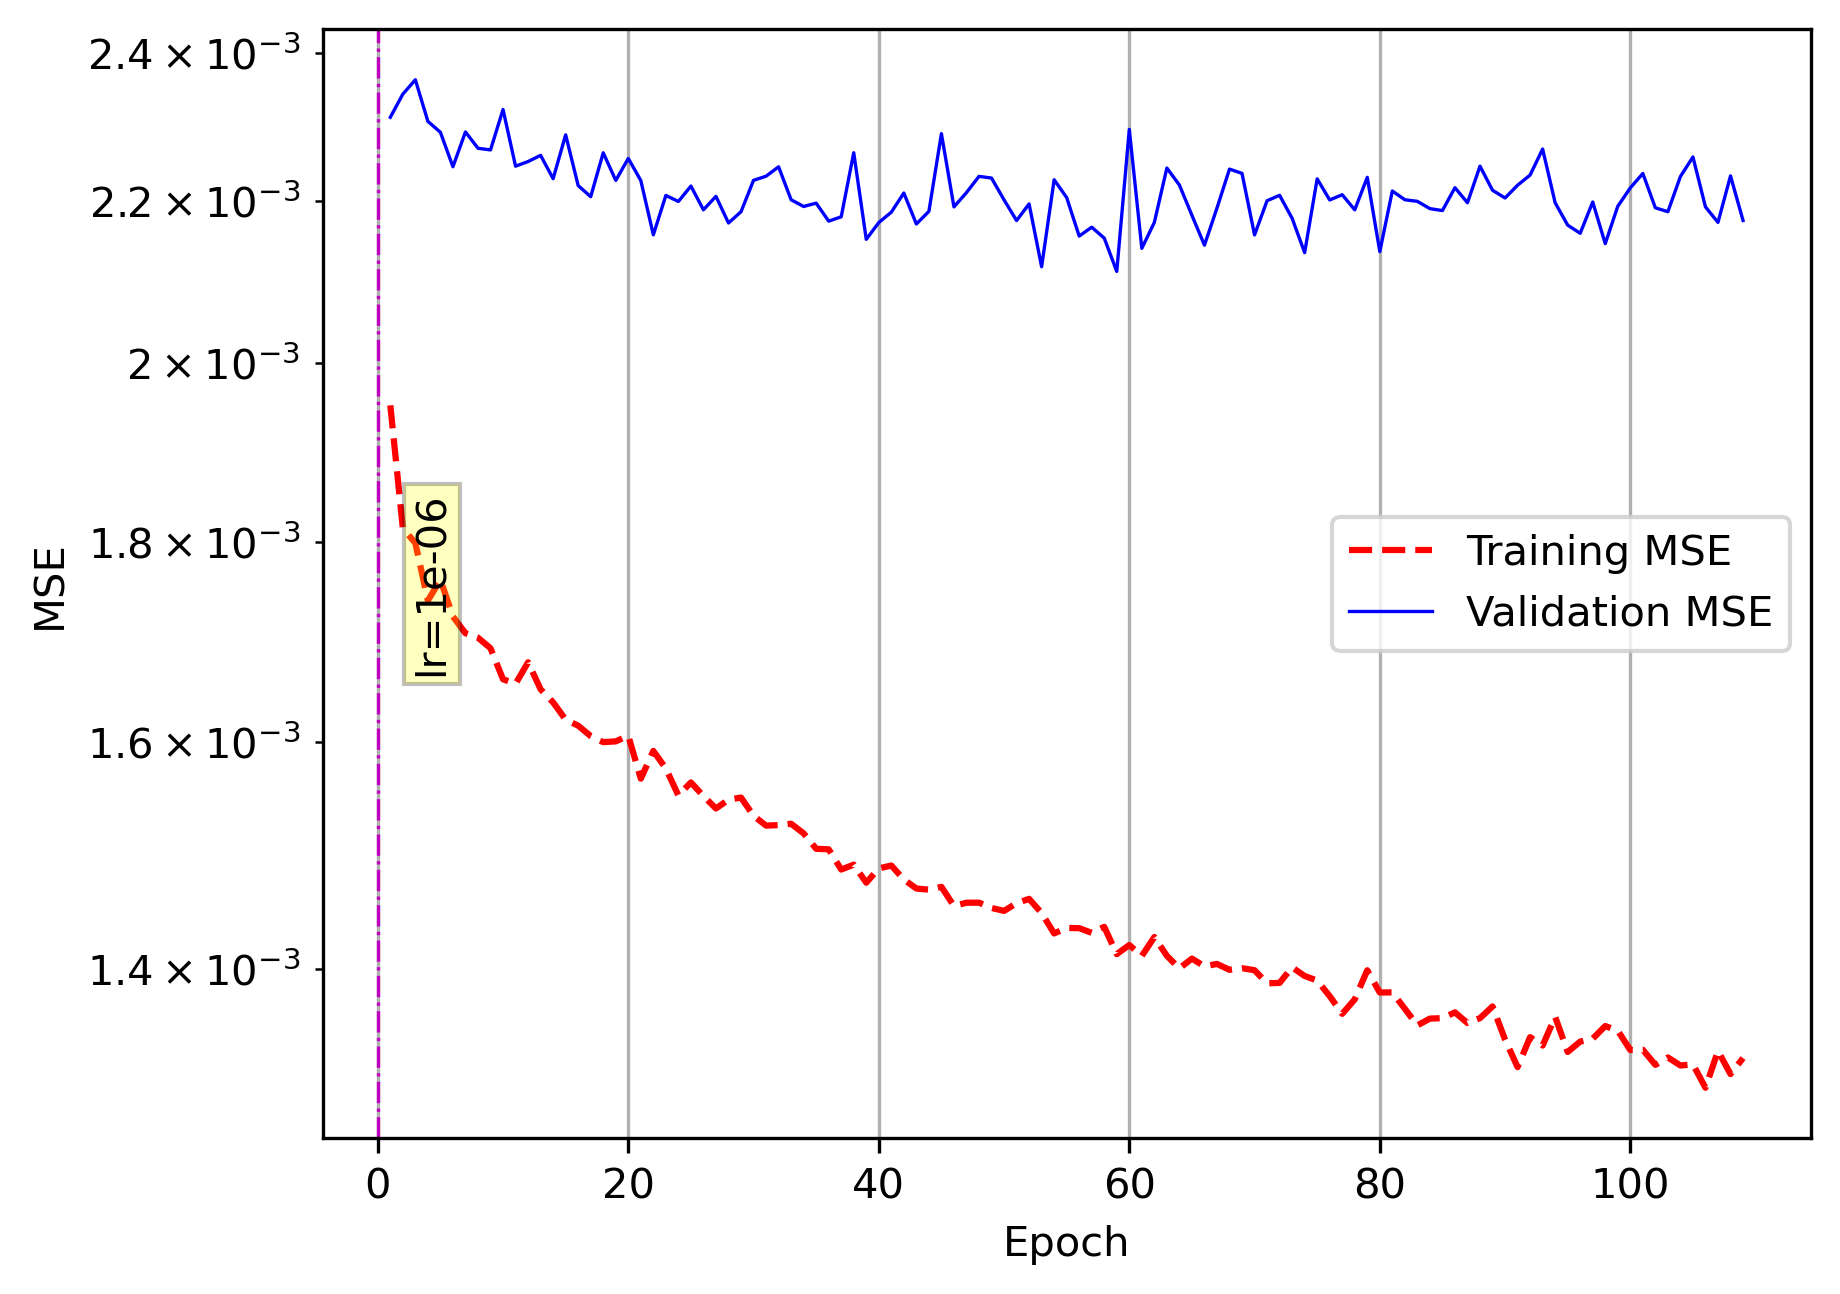 2.4 × 10⁻³
2.2 × 10⁻³
2 × 10⁻³
1.8 × 10⁻³
1.6 × 10⁻³
1.4 × 10⁻³
MSE
lr=1e-06
Training MSE
Validation MSE
0 20 40 60 80 100
Epoch